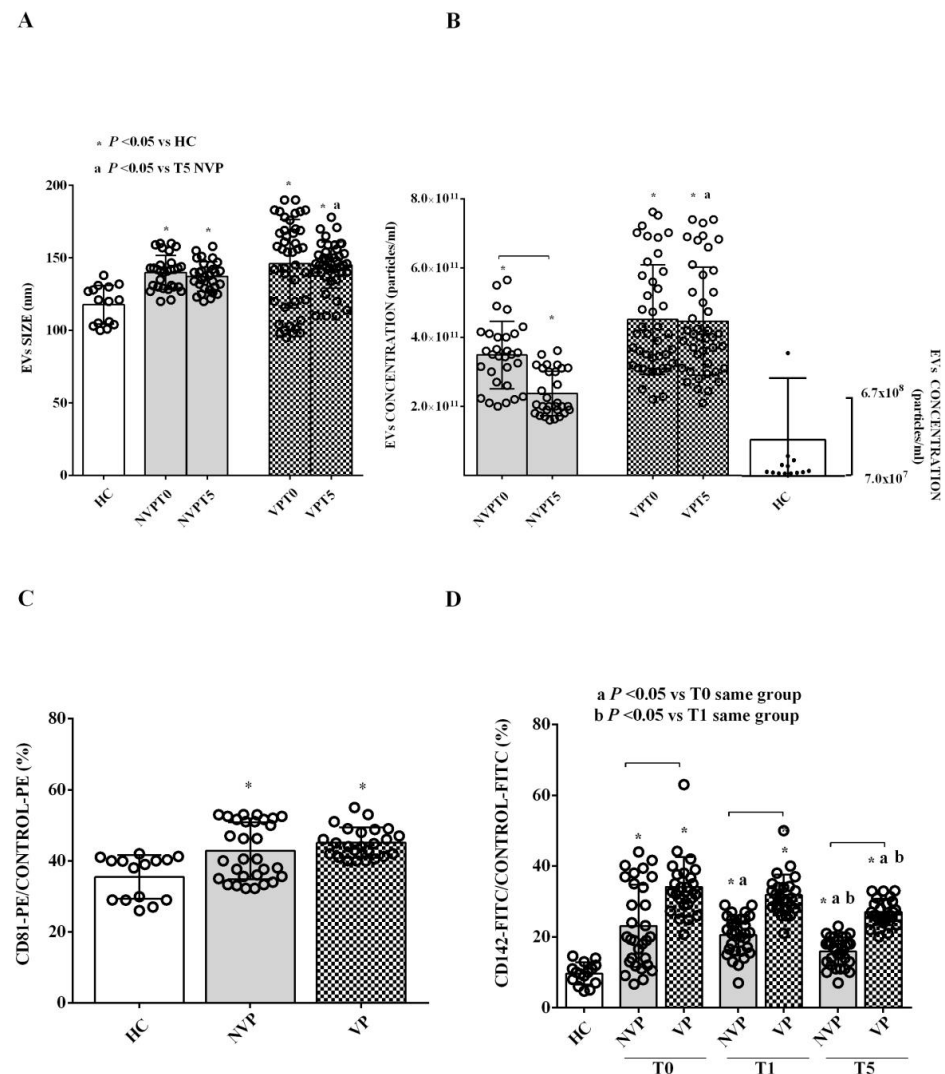 A
B
* P <0.05 vs HC
a P <0.05 vs T5 NVP
EVs SIZE (nm)
200
150
100
50
0
* * * * a
HC NVPT0 NVPT5 VPT0 VPT5
EVs CONCENTRATION (particles/ml)
8.0×10¹¹
6.0×10¹¹
4.0×10¹¹
2.0×10¹¹
* * * * a
NVPT0 NVPT5 VPT0 VPT5 HC
6.7x10⁸
7.0x10⁷
EVs CONCENTRATION
(particles/ml)
C
D
CD81-PE/CONTROL-PE (%)
80
60
40
20
0
* *
HC NVP VP
a P <0.05 vs T0 same group
b P <0.05 vs T1 same group
CD142-FITC/CONTROL-FITC (%)
80
60
40
20
0
* * * a * * a b * a b
HC NVP VP NVP VP NVP VP
T0 T1 T5